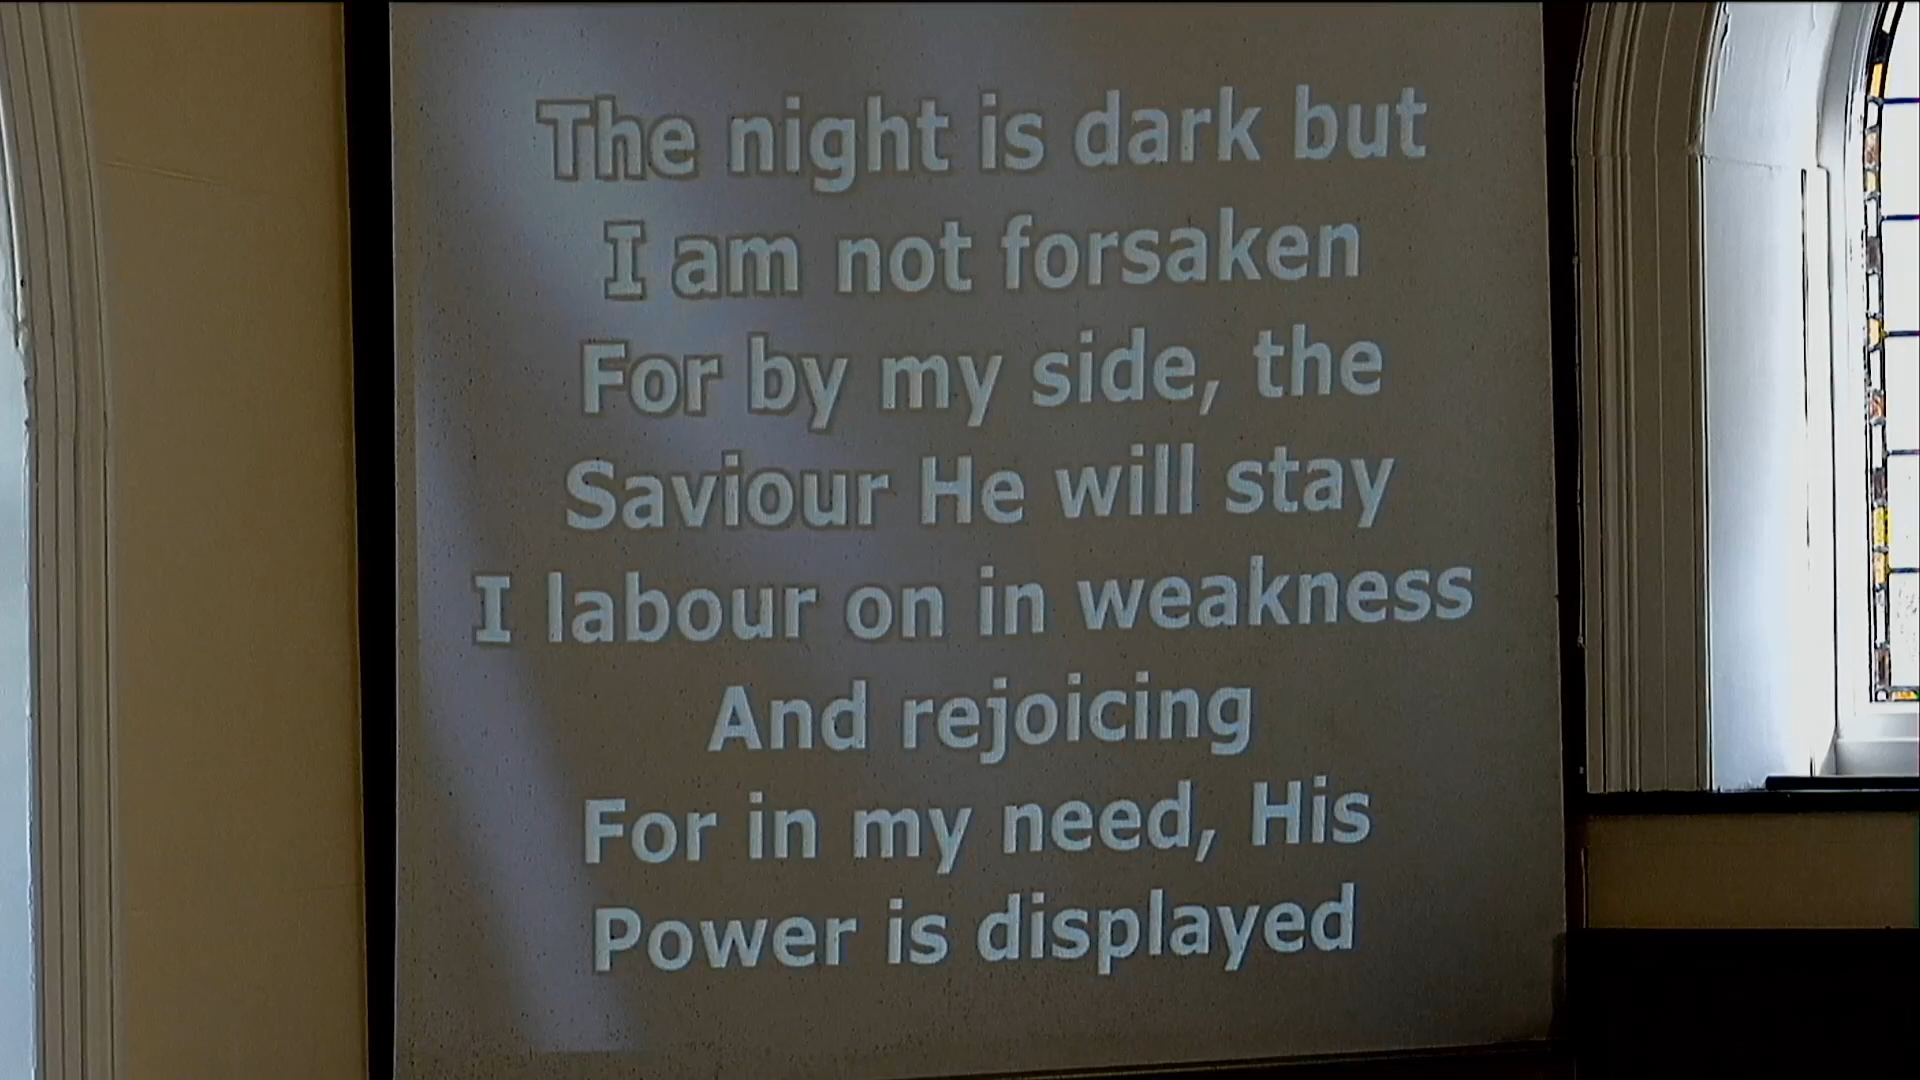 The night is dark but
I am not forsaken
For by my side, the
Saviour He will stay
I labour on in weakness
And rejoicing
For in my need, His
Power is displayed